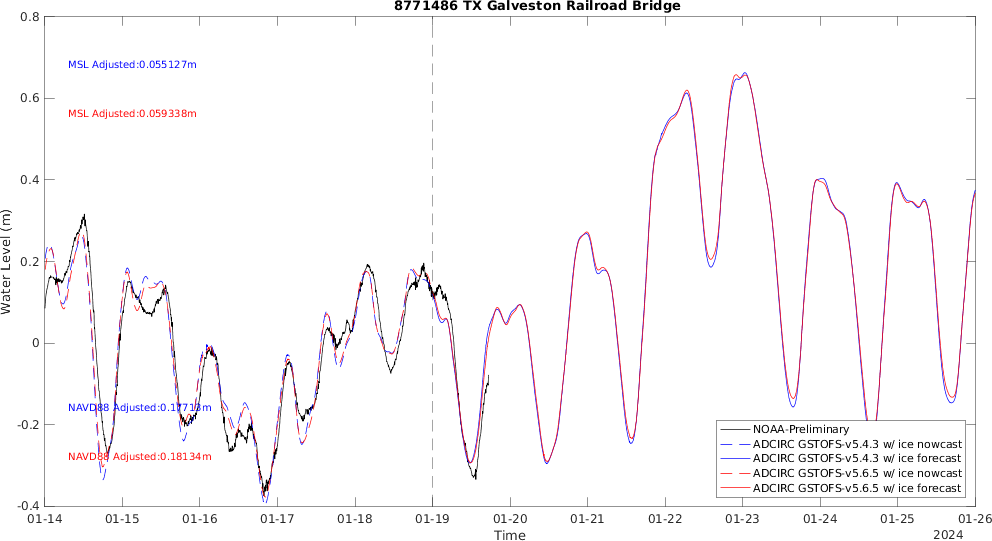 8771486 TX Galveston Railroad Bridge
0.8
MSL Adjusted:0.055127m
0.6
MSL Adjusted:0.059338m
0.4
0.2
Water Level (m)
0
NAVD88 Adjusted:0.17713m
-0.2
NAVD88 Adjusted:0.18134m
-0.4
NOAA-Preliminary
ADCIRC GSTOFS-v5.4.3 w/ ice nowcast
ADCIRC GSTOFS-v5.4.3 w/ ice forecast
ADCIRC GSTOFS-v5.6.5 w/ ice nowcast
ADCIRC GSTOFS-v5.6.5 w/ ice forecast
01-14 01-15 01-16 01-17 01-18 01-19 01-20 01-21 01-22 01-23 01-24 01-25 01-26
Time
2024